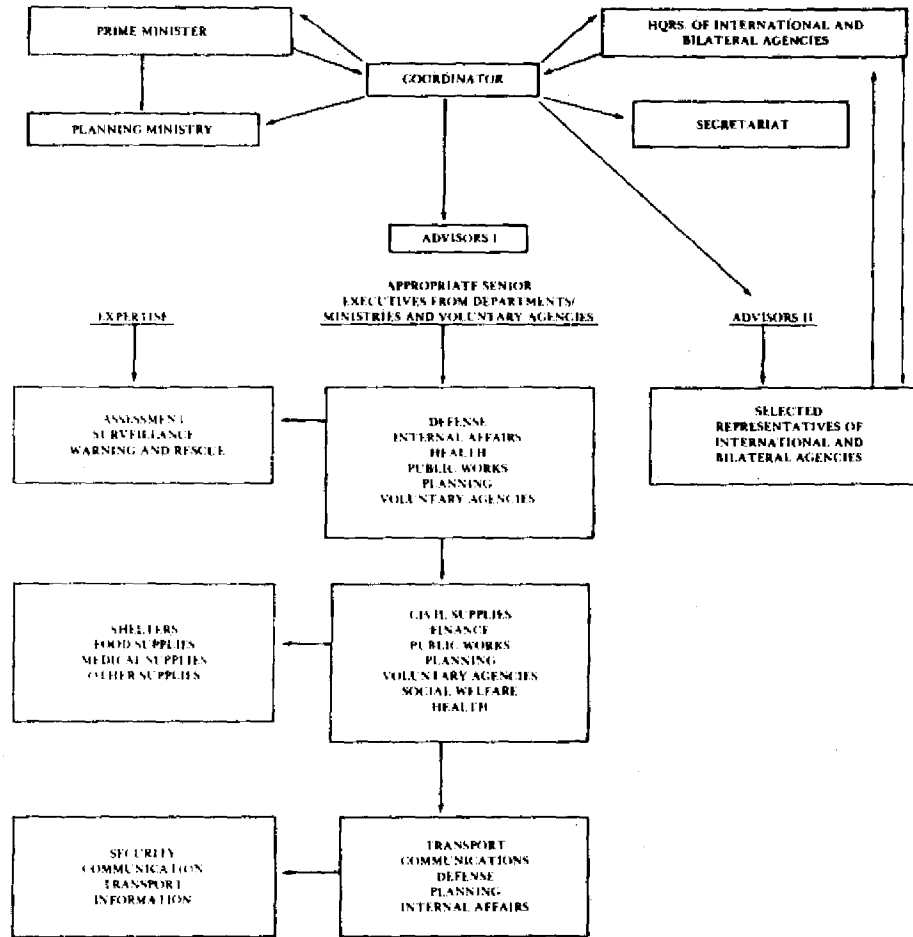 PRIME MINISTER
HQRS. OF INTERNATIONAL AND
BILATERAL AGENCIES
COORDINATOR
PLANNING MINISTRY
SECRETARIAT
ADVISORS I
APPROPRIATE SENIOR
EXECUTIVES FROM DEPARTMENTS/
MINISTRIES AND VOLUNTARY AGENCIES
EXPERTISE
ADVISORS II
ASSESSMENT
SURVEILLANCE
WARNING AND RESCUE
DEFENSE
INTERNAL AFFAIRS
HEALTH
PUBLIC WORKS
PLANNING
VOLUNTARY AGENCIES
SELECTED
REPRESENTATIVES OF
INTERNATIONAL AND
BILATERAL AGENCIES
SHELTERS
FOOD SUPPLIES
MEDICAL SUPPLIES
OTHER SUPPLIES
CIVIL SUPPLIES
FINANCE
PUBLIC WORKS
PLANNING
VOLUNTARY AGENCIES
SOCIAL WELFARE
HEALTH
SECURITY
COMMUNICATION
TRANSPORT
INFORMATION
TRANSPORT
COMMUNICATIONS
DEFENSE
PLANNING
INTERNAL AFFAIRS